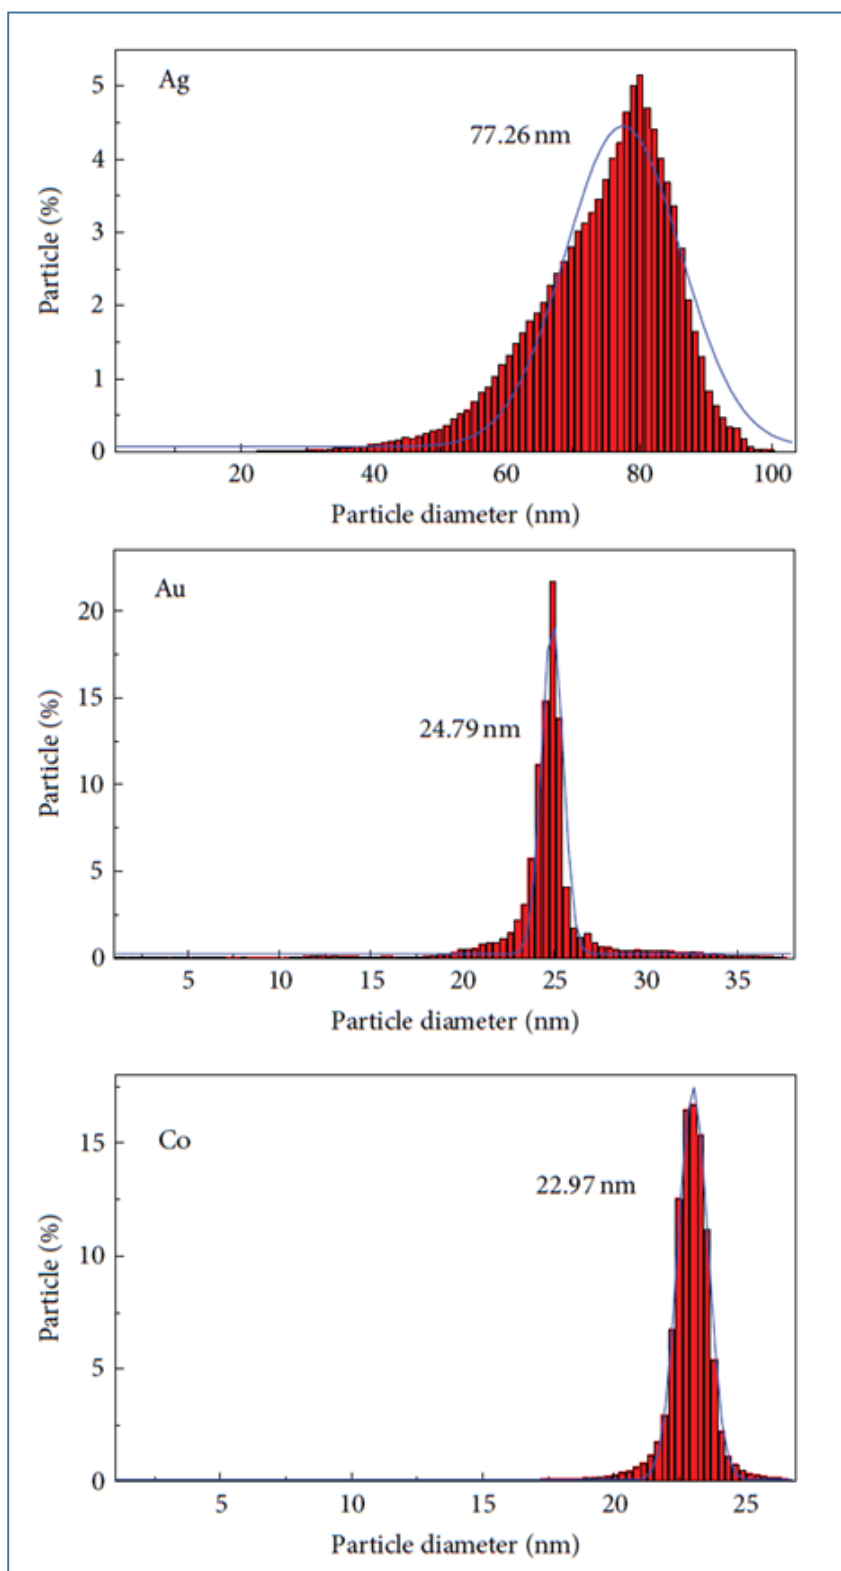 Ag
77.26 nm
5
4
3
2
1
0
Particle (%)
20 40 60 80 100
Particle diameter (nm)
Au
24.79 nm
20
15
10
5
0
Particle (%)
5 10 15 20 25 30 35
Particle diameter (nm)
Co
22.97 nm
15
10
5
0
Particle (%)
5 10 15 20 25
Particle diameter (nm)